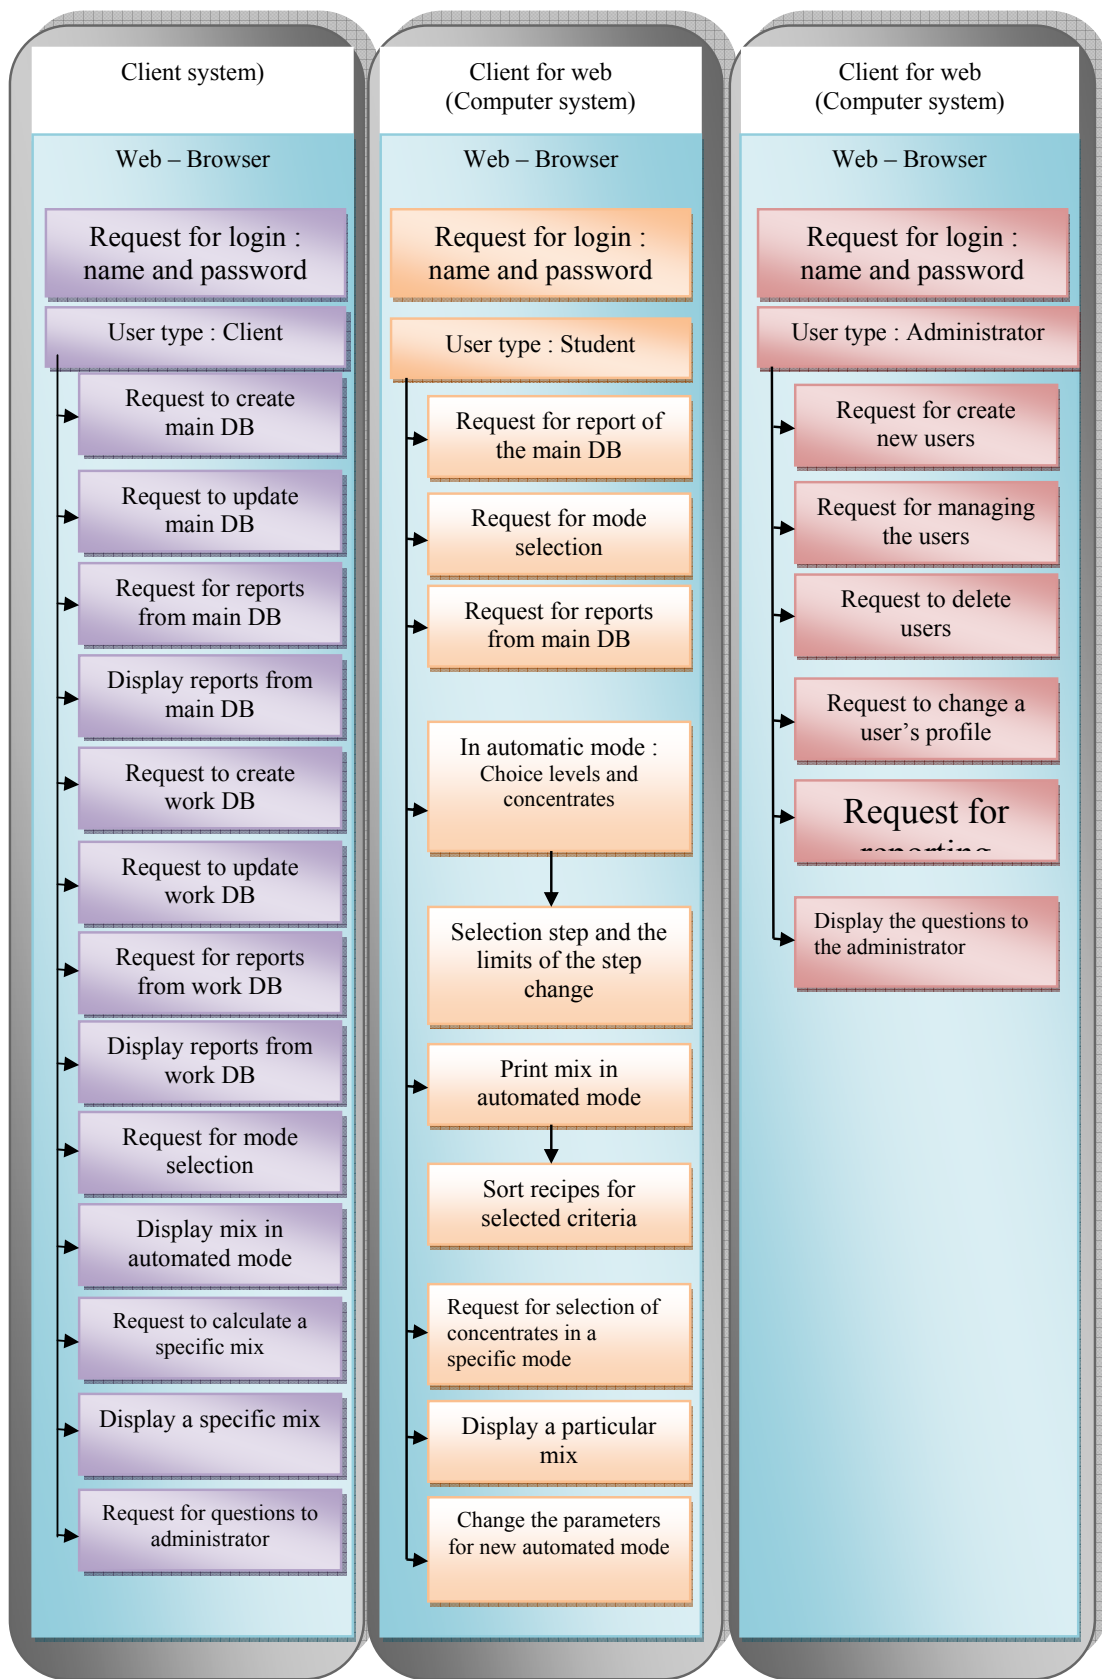 Client system)
Web – Browser
Request for login :
name and password
User type : Client
Request to create
main DB
Request to update
main DB
Request for reports
from main DB
Display reports from
main DB
Request to create
work DB
Request to update
work DB
Request for reports
from work DB
Display reports from
work DB
Request for mode
selection
Display mix in
automated mode
Request to calculate a
specific mix
Display a specific mix
Request for questions to
administrator
Client for web
(Computer system)
Web – Browser
Request for login :
name and password
User type : Student
Request for report of
the main DB
Request for mode
selection
Request for reports
from main DB
In automatic mode :
Choice levels and
concentrates
Selection step and the
limits of the step
change
Print mix in
automated mode
Sort recipes for
selected criteria
Request for selection of
concentrates in a
specific mode
Display a particular
mix
Change the parameters
for new automated mode
Client for web
(Computer system)
Web – Browser
Request for login :
name and password
User type : Administrator
Request for create
new users
Request for managing
the users
Request to delete
users
Request to change a
user's profile
Request for
reporting
Display the questions to
the administrator